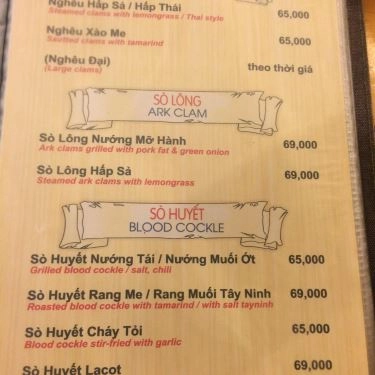 Nghêu Hấp Sả / Hấp Thái
Steamed clams with lemongrass / Thai style
65,000
Nghêu Xào Me
Sautted clams with tamarind
65,000
(Nghêu Đại)
(Large clams)
theo thời giá
SÒ LÔNG
ARK CLAM
Sò Lông Nướng Mỡ Hành
Ark clams grilled with pork fat & green onion
69,000
Sò Lông Hấp Sả
Steamed ark clams with lemongrass
69,000
SÒ HUYẾT
BLOOD COCKLE
Sò Huyết Nướng Tái / Nướng Muối Ớt
Grilled blood cockle / salt, chili
65,000
Sò Huyết Rang Me / Rang Muối Tây Ninh
Roasted blood cockle with tamarind / with salt tayninh
69,000
Sò Huyết Cháy Tỏi
Blood cockle stir-fried with garlic
65,000
Sò Huyết Lacot
69,000